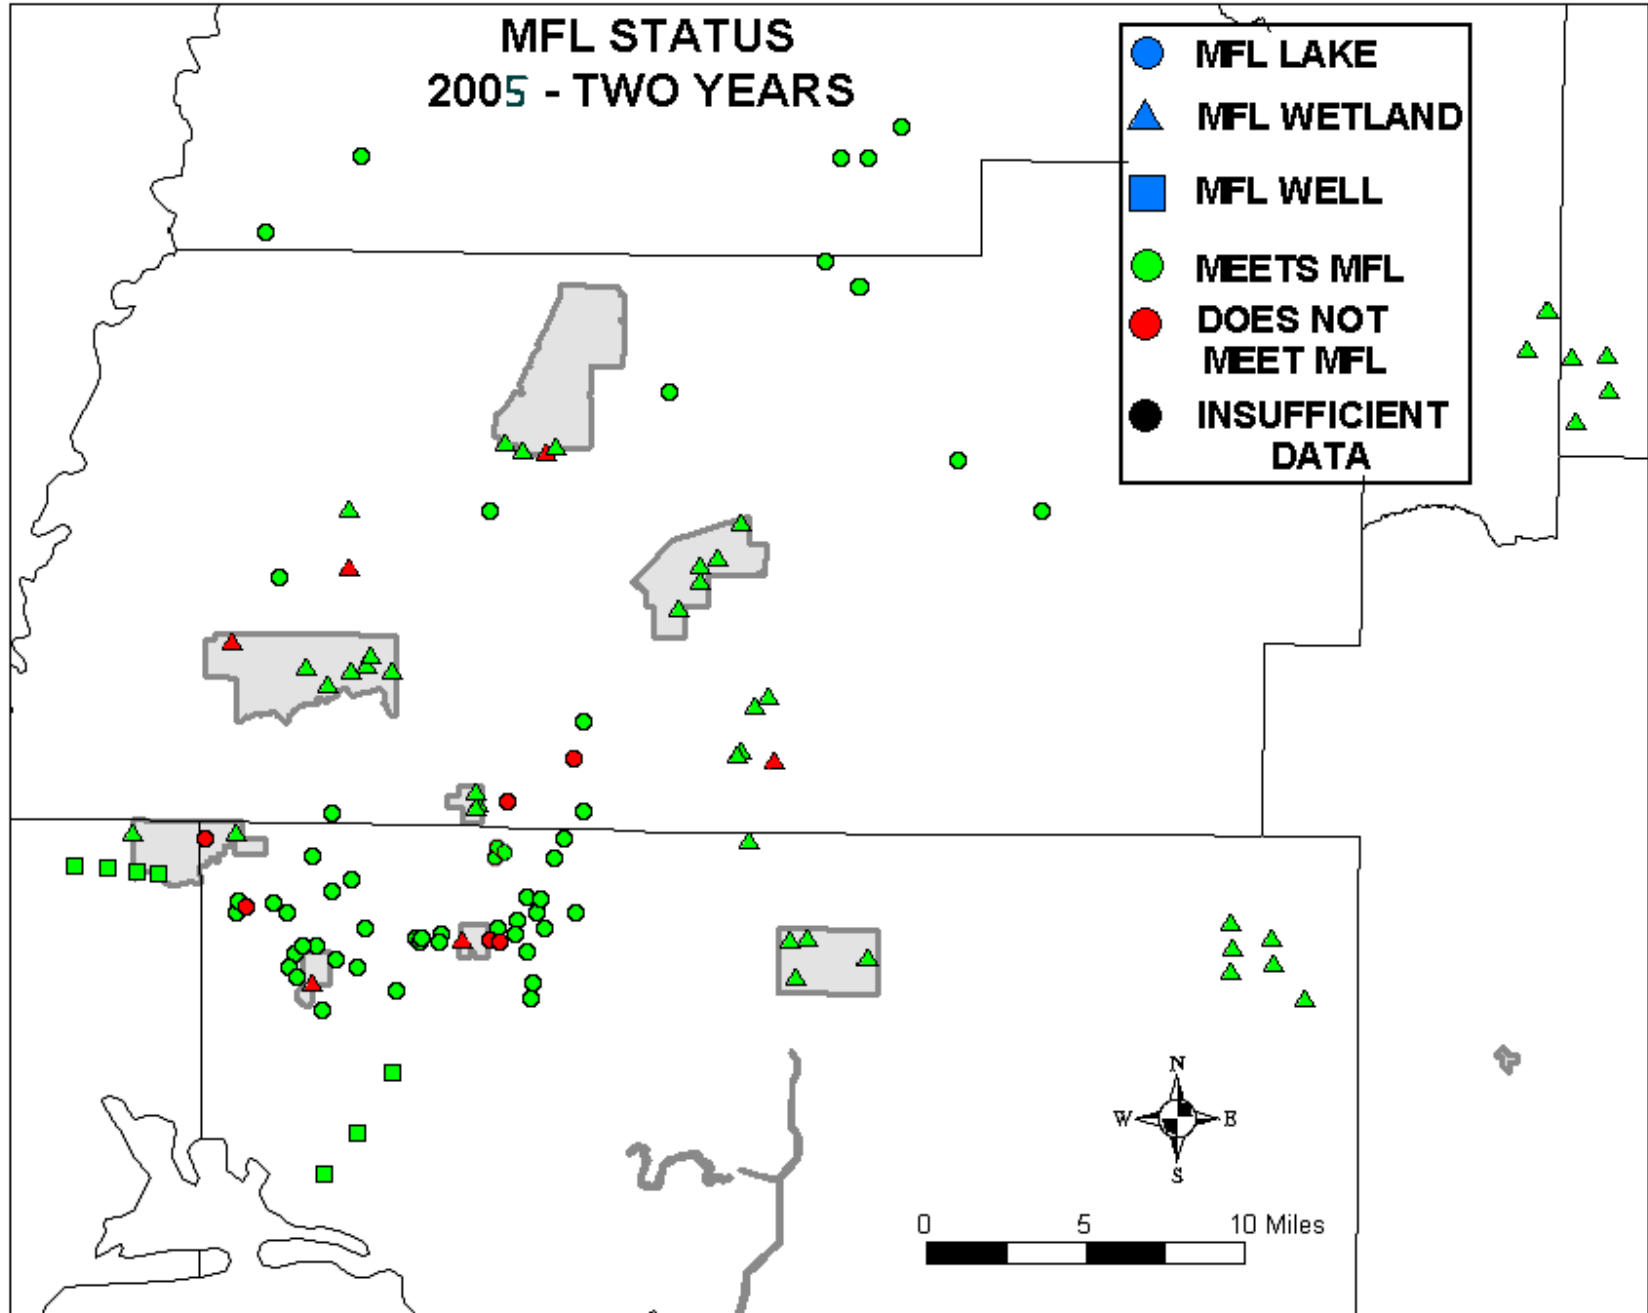 MFL STATUS
2005 - TWO YEARS
MFL LAKE
MFL WETLAND
MFL WELL
MEETS MFL
DOES NOT
MEET MFL
INSUFFICIENT
DATA
N
W E
S
0 5 10 Miles